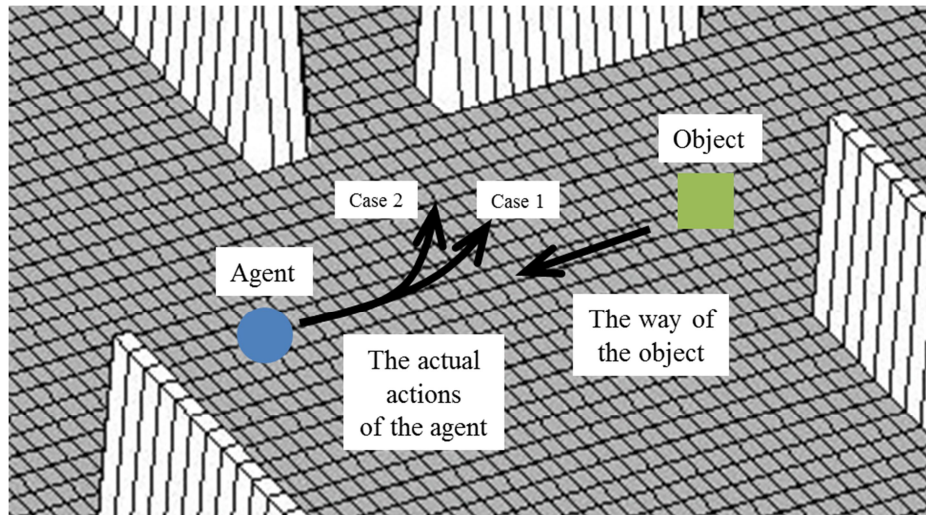 Object
Case 2
Case 1
Agent
The way of
the object
The actual
actions
of the agent